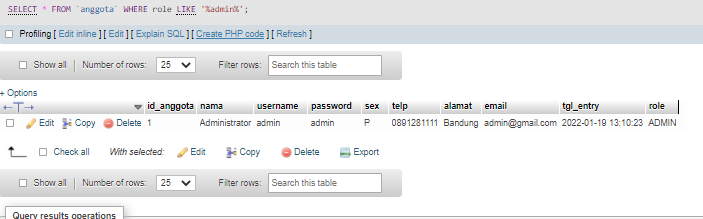 SELECT * FROM `anggota` WHERE role LIKE '%admin%';
Profiling [ Edit inline ] [ Edit ] [ Explain SQL ] [ Create PHP code ] [ Refresh ]
Show all | Number of rows: 25 Filter rows: Search this table
+ Options
←T→ id_anggota nama username password sex telp alamat email tgl_entry role
Edit Copy Delete 1 Administrator admin admin P 0891281111 Bandung admin@gmail.com 2022-01-19 13:10:23 ADMIN
Check all With selected: Edit Copy Delete Export
Show all | Number of rows: 25 Filter rows: Search this table
Query results operations